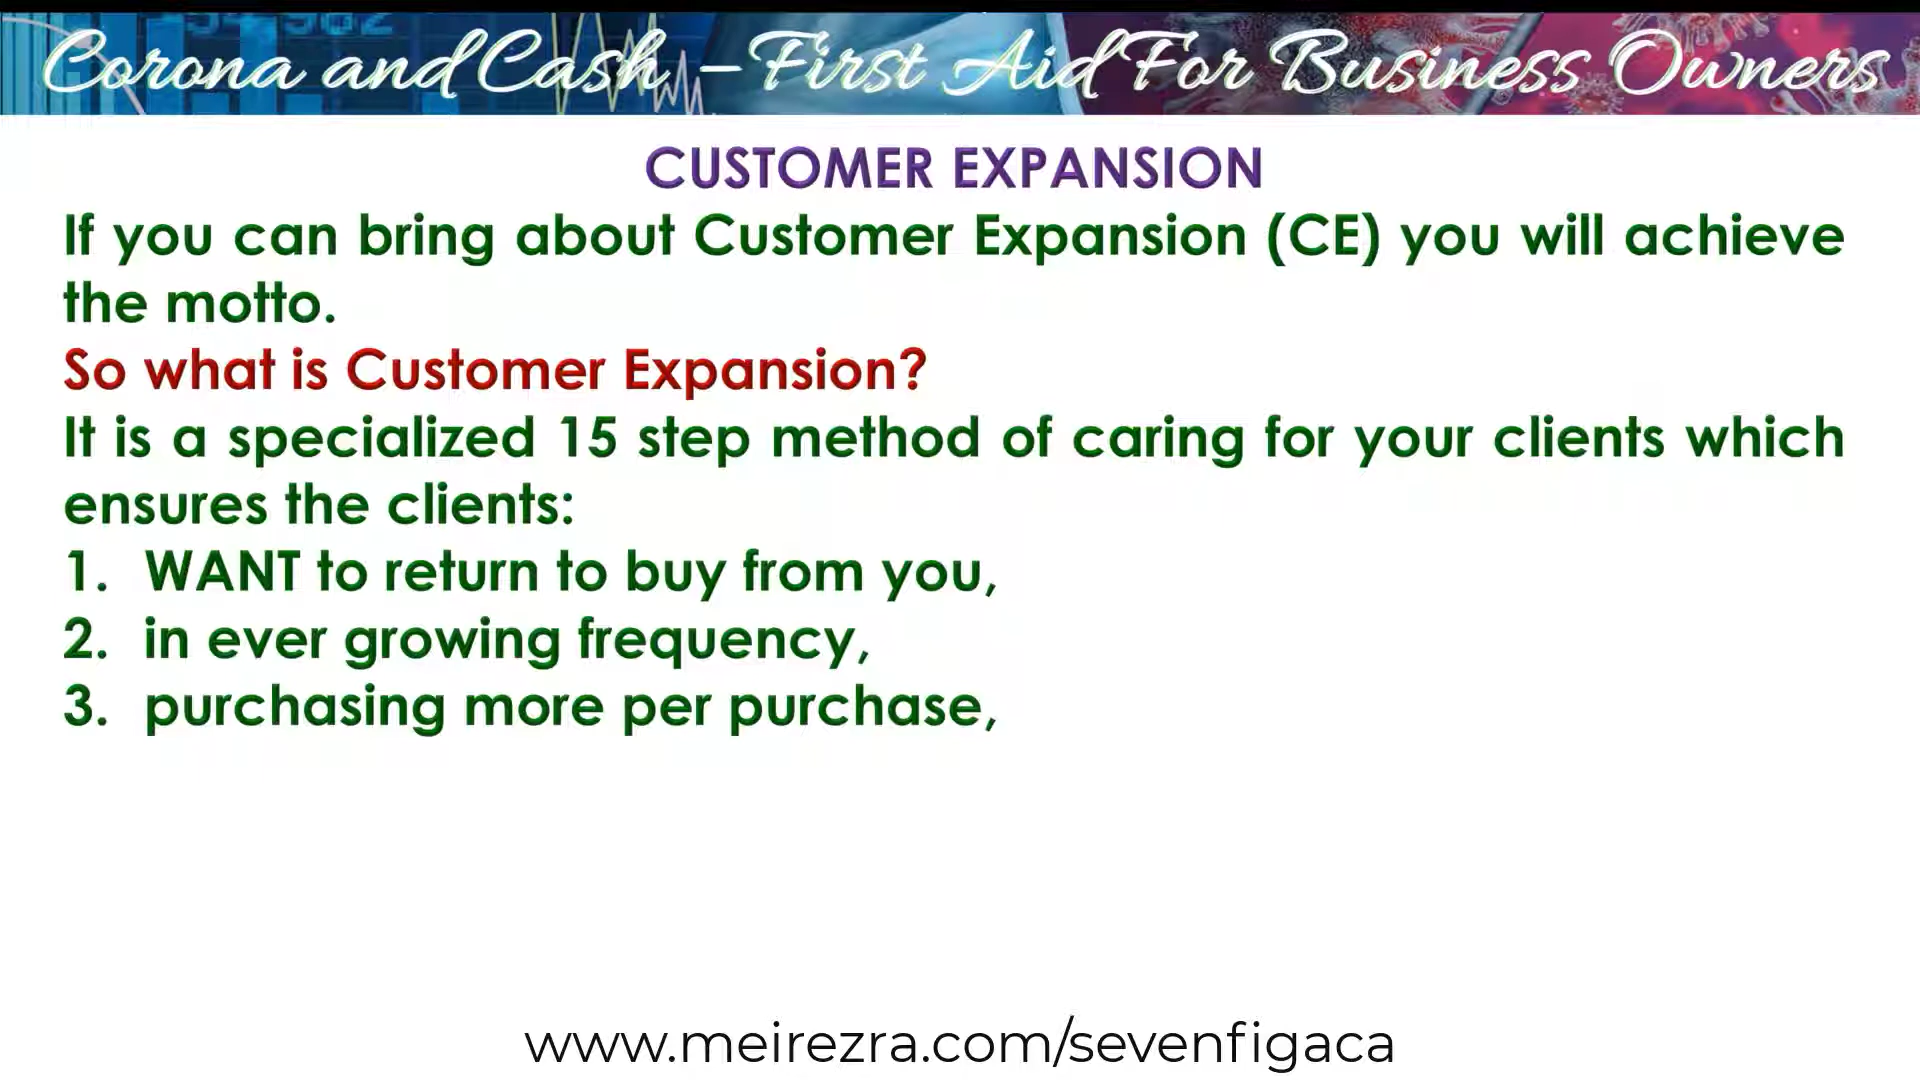 Corona and Cash – First Aid For Business Owners
CUSTOMER EXPANSION
If you can bring about Customer Expansion (CE) you will achieve
the motto.
So what is Customer Expansion?
It is a specialized 15 step method of caring for your clients which
ensures the clients:
1. WANT to return to buy from you,
2. in ever growing frequency,
3. purchasing more per purchase,
www.meirezra.com/sevenfigaca